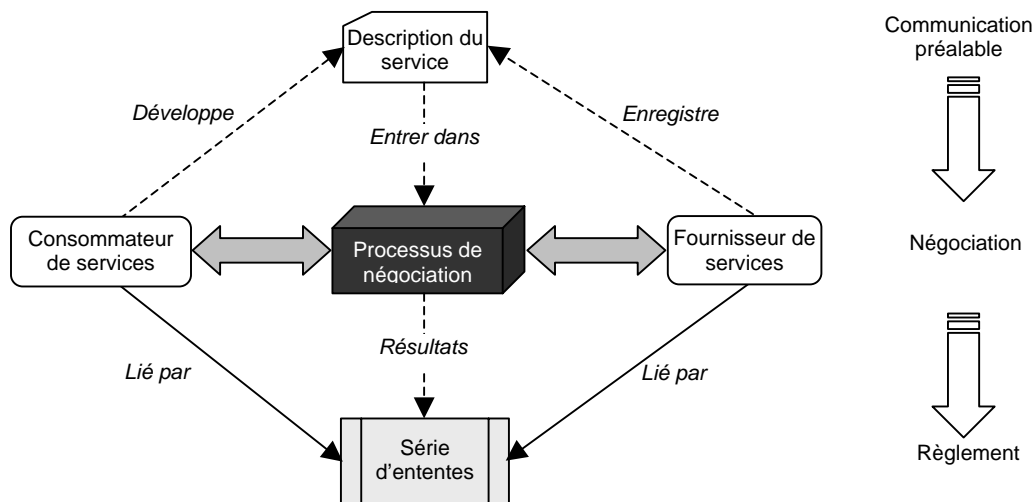 Description du
service
Communication
préalable
Développe
Enregistre
Entrer dans
Consommateur
de services
Processus de
négociation
Fournisseur de
services
Négociation
Résultats
Lié par
Lié par
Série
d'ententes
Règlement